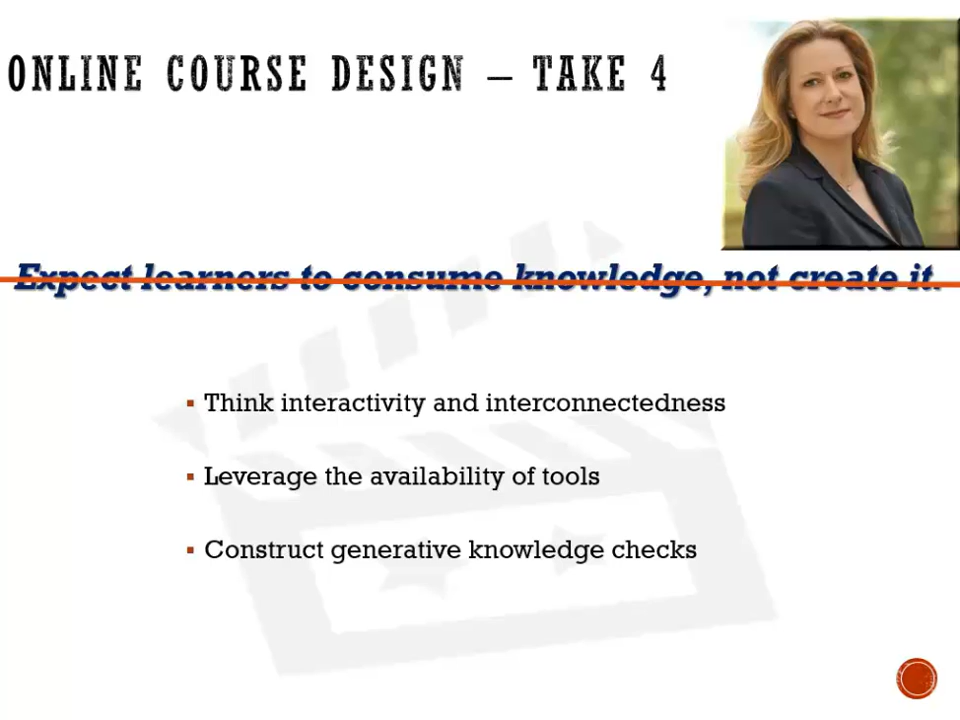 ONLINE COURSE DESIGN – TAKE 4
Expect learners to consume knowledge, not create it.
▪ Think interactivity and interconnectedness
▪ Leverage the availability of tools
▪ Construct generative knowledge checks